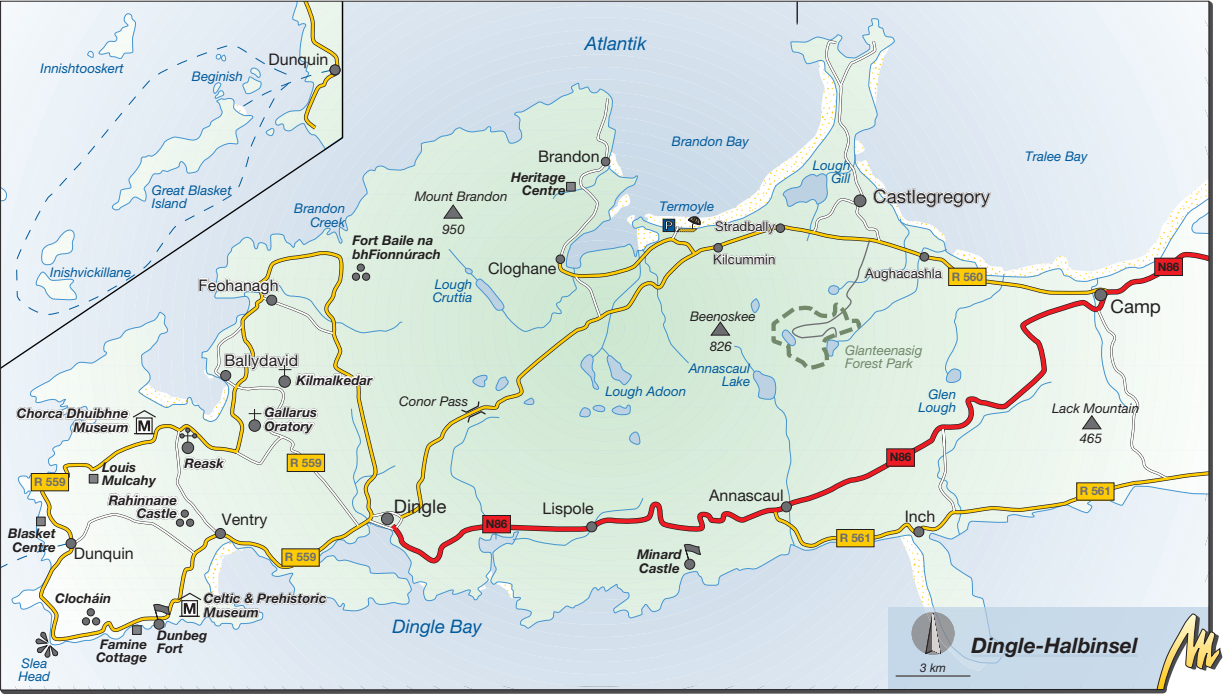 Atlantik
Dunquin
Innishtooskert
Beginish
Great Blasket
Island
Inishvickillane
Brandon
Creek
Mount Brandon
950
Brandon
Heritage
Centre
Brandon Bay
Tralee Bay
Lough
Gill
Castlegregory
Termoyle
P
Stradbally
Kilcummin
Aughacashla
R 560
N86
Camp
Fort Baile na
bhFionnúrach
Cloghane
Lough
Cruttia
Feohanagh
Beenoskee
826
Glanteenasig
Forest Park
Annascaul
Lake
Lough Adoon
Ballydavid
Kilmalkedar
Conor Pass
Glen
Lough
Lack Mountain
465
Chorca Dhuibhne
Museum
M
Gallarus
Oratory
Reask
R 559
N86
R 559
Louis
Mulcahy
Rahinnane
Castle
R 561
Blasket
Centre
Dunquin
Ventry
Dingle
N86
Lispole
Annascaul
Inch
R 561
R 559
Minard
Castle
Clocháin
M
Celtic & Prehistoric
Museum
Famine
Cottage
Dunbeg
Fort
Slea
Head
Dingle Bay
3 km
Dingle-Halbinsel